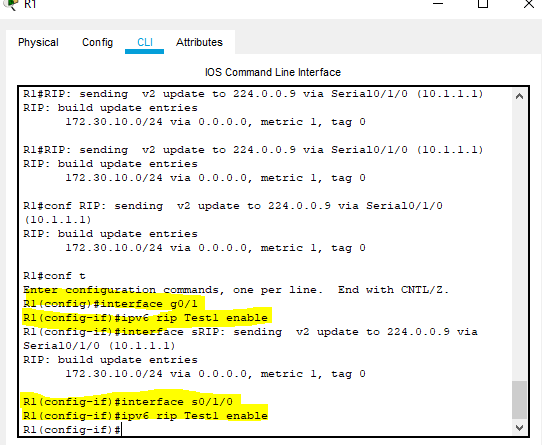 R1
Physical Config CLI Attributes
IOS Command Line Interface
R1#RIP: sending  v2 update to 224.0.0.9 via Serial0/1/0 (10.1.1.1)
RIP: build update entries
      172.30.10.0/24 via 0.0.0.0, metric 1, tag 0
R1#RIP: sending  v2 update to 224.0.0.9 via Serial0/1/0 (10.1.1.1)
RIP: build update entries
      172.30.10.0/24 via 0.0.0.0, metric 1, tag 0
R1#conf RIP: sending  v2 update to 224.0.0.9 via Serial0/1/0
(10.1.1.1)
RIP: build update entries
      172.30.10.0/24 via 0.0.0.0, metric 1, tag 0
R1#conf t
Enter configuration commands, one per line.  End with CNTL/Z.
R1(config)#interface g0/1
R1(config-if)#ipv6 rip Test1 enable
R1(config-if)#interface sRIP: sending  v2 update to 224.0.0.9 via
Serial0/1/0 (10.1.1.1)
RIP: build update entries
      172.30.10.0/24 via 0.0.0.0, metric 1, tag 0
R1(config-if)#interface s0/1/0
R1(config-if)#ipv6 rip Test1 enable
R1(config-if)#